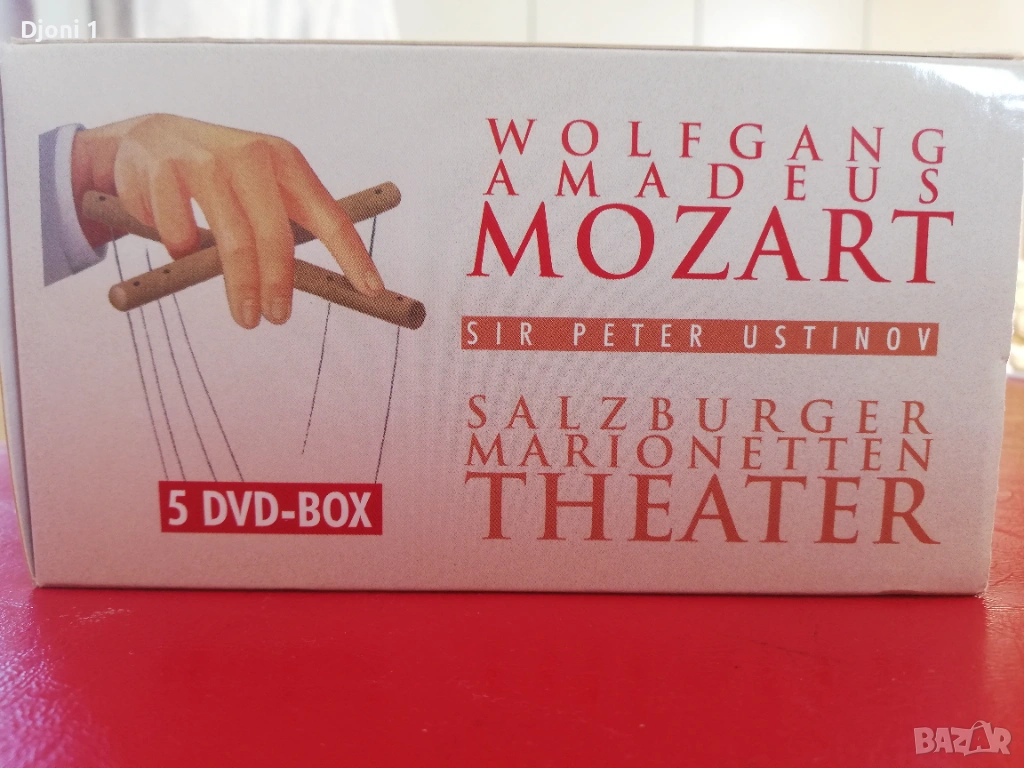 Djoni 1
WOLFGANG
AMADEUS
MOZART
SIR PETER USTINOV
SALZBURGER
MARIONETTEN
THEATER
5 DVD-BOX
BAZAR